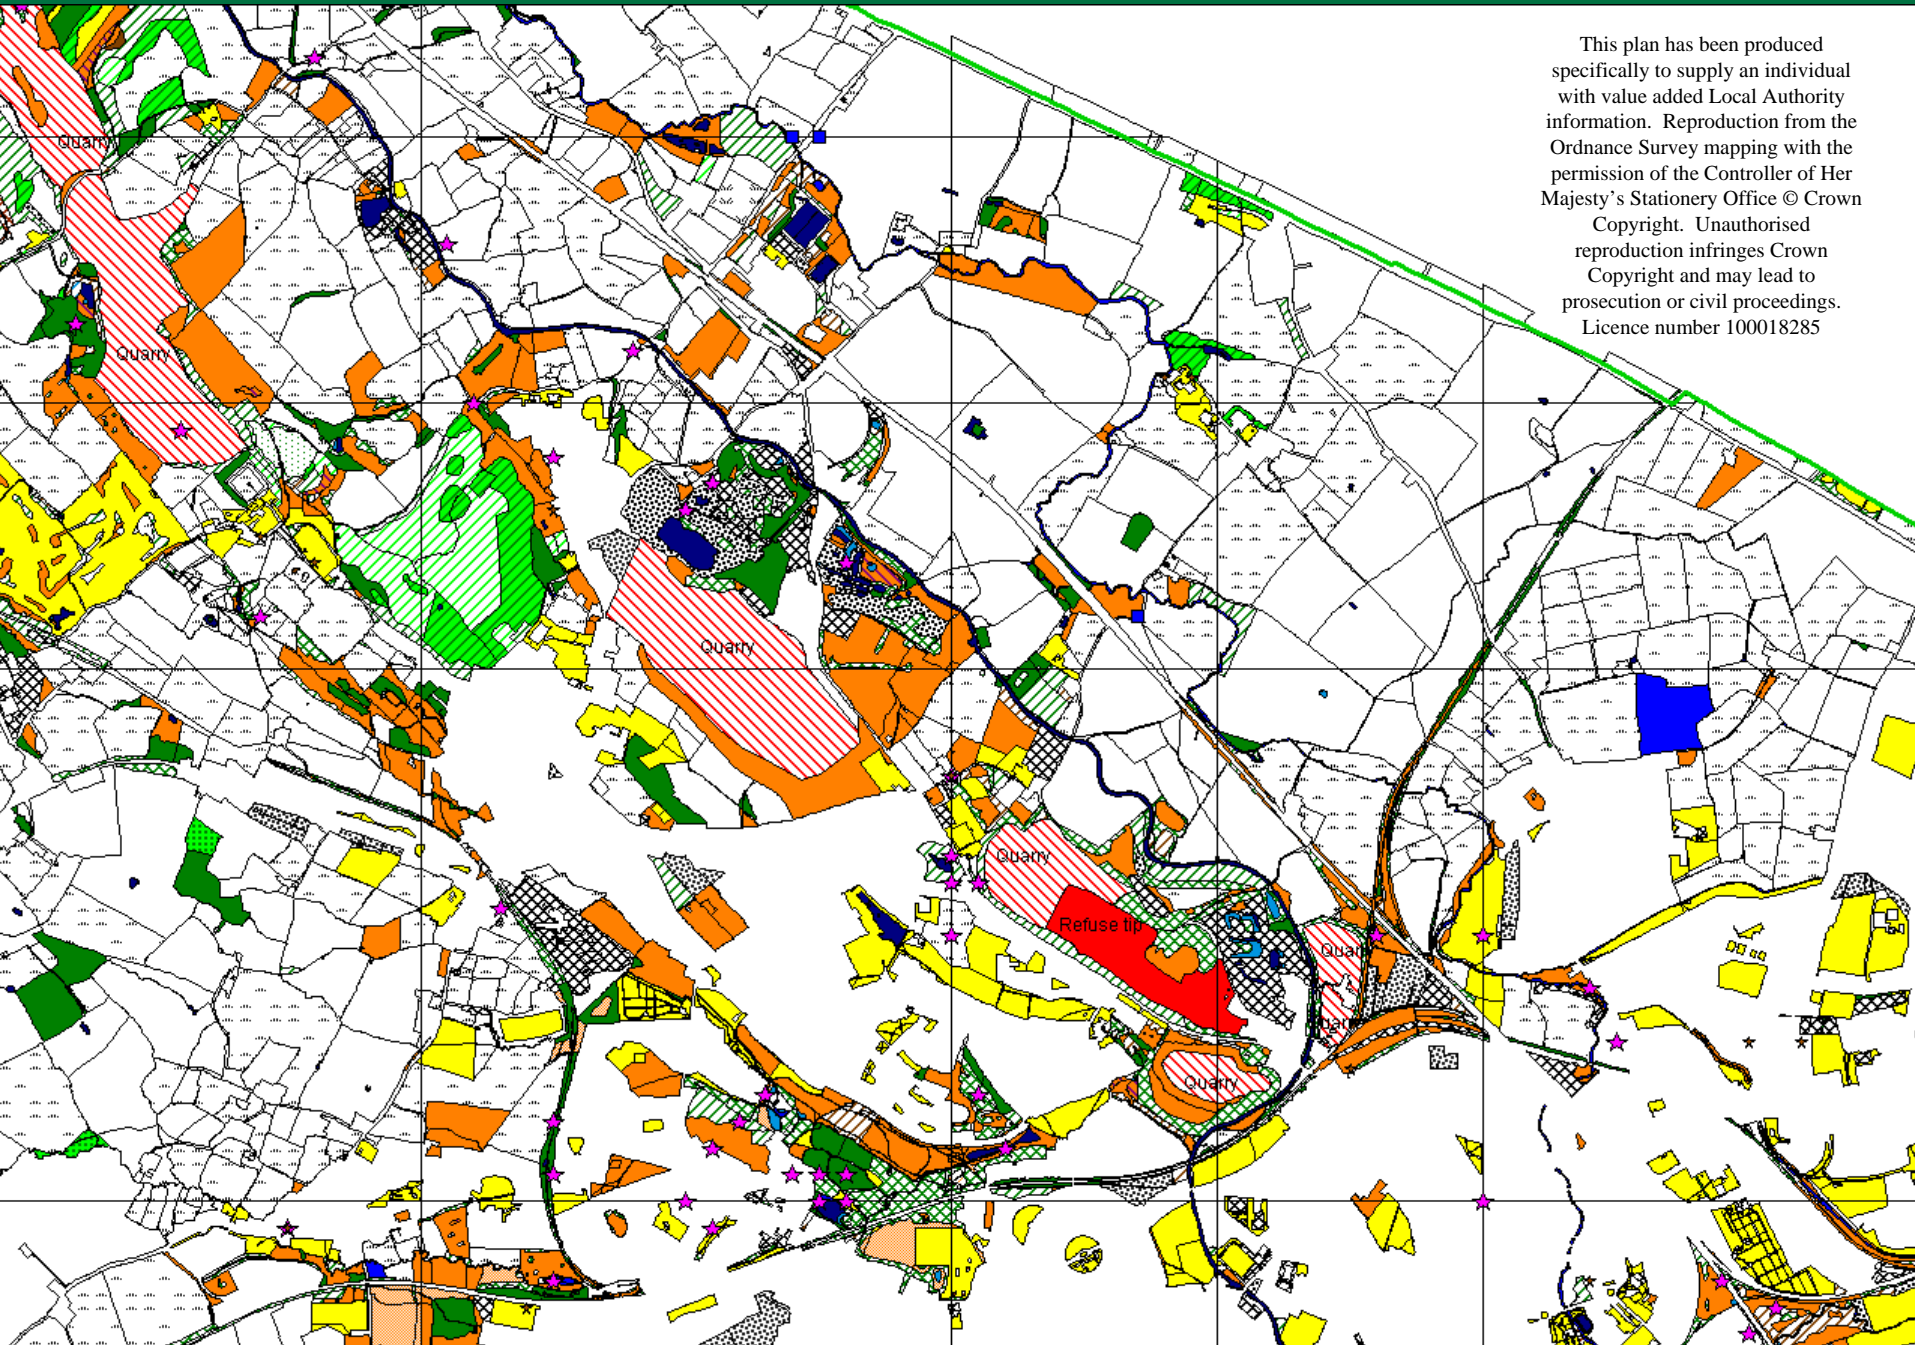 This plan has been produced
specifically to supply an individual
with value added Local Authority
information. Reproduction from the
Ordnance Survey mapping with the
permission of the Controller of Her
Majesty's Stationery Office © Crown
Copyright. Unauthorised
reproduction infringes Crown
Copyright and may lead to
prosecution or civil proceedings.
Licence number 100018285
Quarry
Quarry
Quarry
Quarry
Refuse tip
Quarry